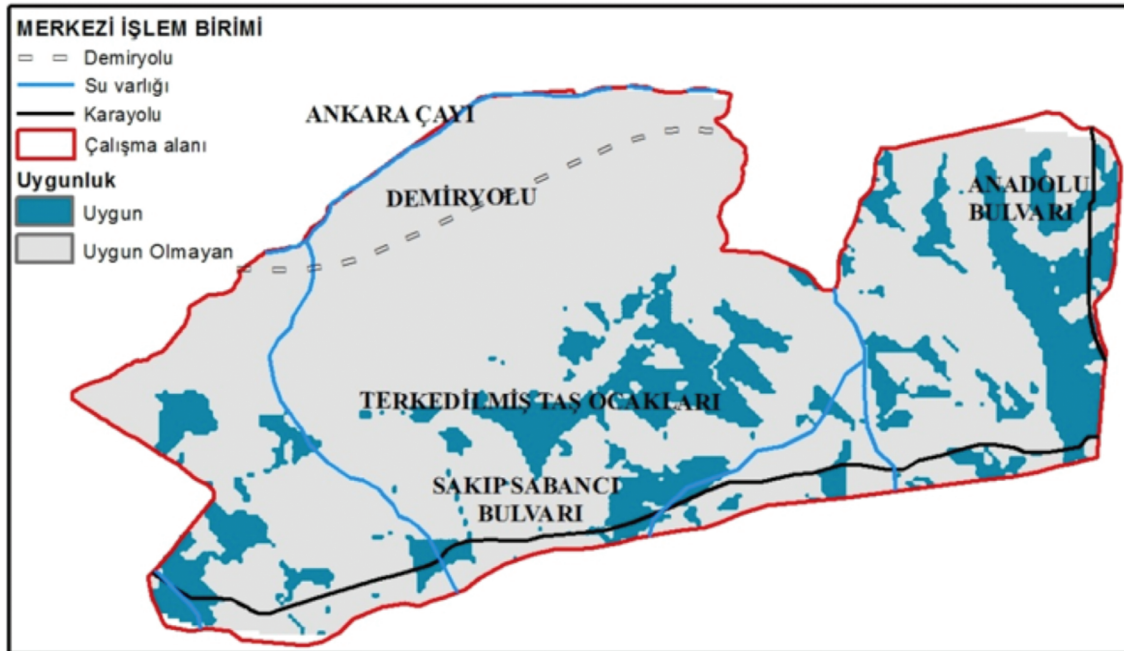 MERKEZİ İŞLEM BİRİMİ
Demiryolu
Su varlığı
Karayolu
Çalışma alanı
Uygunluk
Uygun
Uygun Olmayan
ANKARA ÇAYI
DEMİRYOLU
ANADOLU
BULVARI
TERKEDİLMİŞ TAŞ OCAKLARI
SAKIP SABANCI
BULVARI